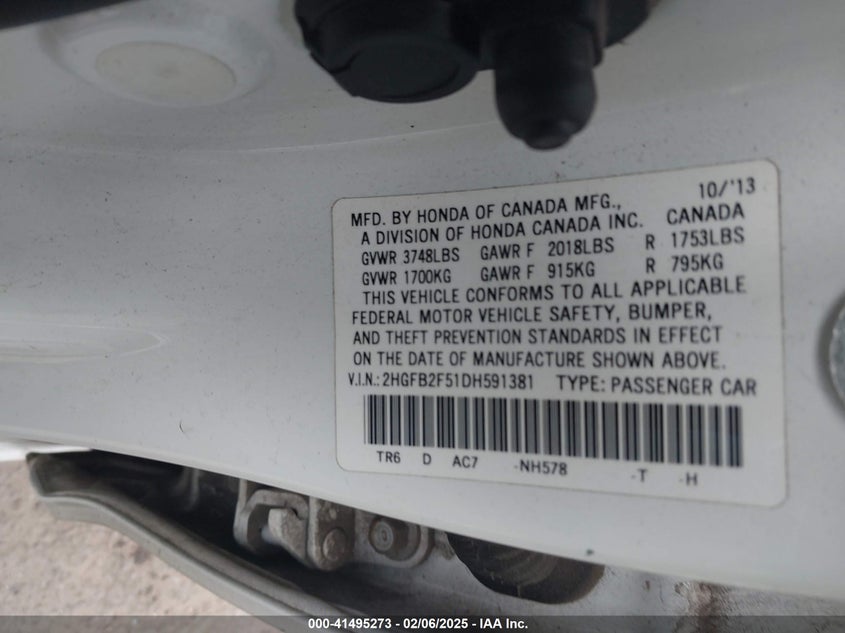 10/'13
MFD. BY HONDA OF CANADA MFG.,
A DIVISION OF HONDA CANADA INC. CANADA
GVWR 3748LBS GAWR F 2018LBS R 1753LBS
GVWR 1700KG GAWR F 915KG R 795KG
THIS VEHICLE CONFORMS TO ALL APPLICABLE
FEDERAL MOTOR VEHICLE SAFETY, BUMPER,
AND THEFT PREVENTION STANDARDS IN EFFECT
ON THE DATE OF MANUFACTURE SHOWN ABOVE.
V.I.N.: 2HGFB2F51DH591381 TYPE: PASSENGER CAR
TR6 D AC7 -NH578 -T -H
000-41495273 - 02/06/2025 - IAA Inc.